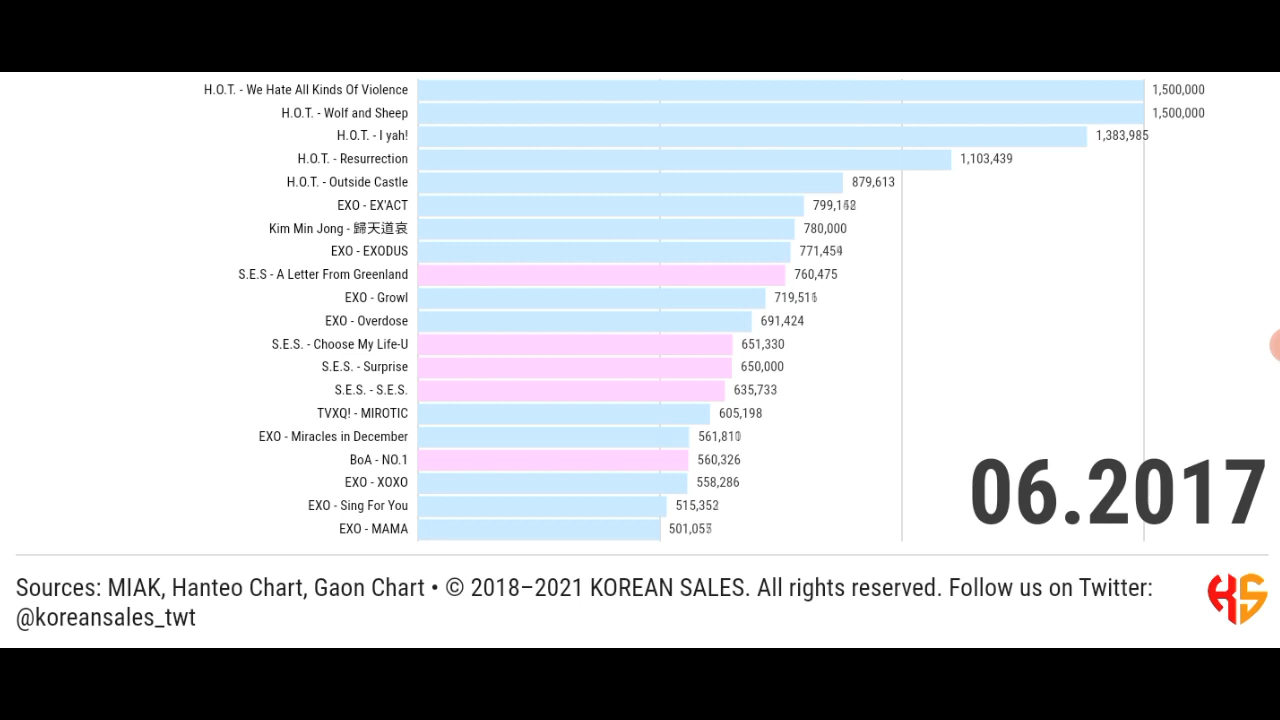 H.O.T. - We Hate All Kinds Of Violence 1,500,000
H.O.T. - Wolf and Sheep 1,500,000
H.O.T. - I yah! 1,383,985
H.O.T. - Resurrection 1,103,439
H.O.T. - Outside Castle 879,613
EXO - EX'ACT
Kim Min Jong - 歸天道哀 780,000
EXO - EXODUS
S.E.S - A Letter From Greenland 760,475
EXO - Growl
EXO - Overdose 691,424
S.E.S. - Choose My Life-U 651,330
S.E.S. - Surprise 650,000
S.E.S. - S.E.S. 635,733
TVXQ! - MIROTIC 605,198
EXO - Miracles in December
BoA - NO.1 560,326
EXO - XOXO 558,286
EXO - Sing For You
EXO - MAMA
06.2017
Sources: MIAK, Hanteo Chart, Gaon Chart • © 2018–2021 KOREAN SALES. All rights reserved. Follow us on Twitter:
@koreansales_twt
KS